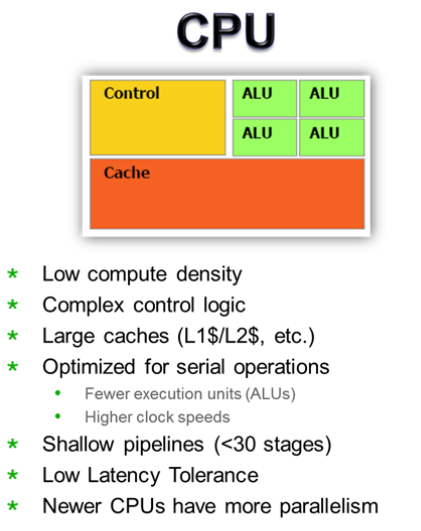 CPU
Control
ALU ALU
ALU ALU
Cache
* Low compute density
* Complex control logic
* Large caches (L1$/L2$, etc.)
* Optimized for serial operations
• Fewer execution units (ALUs)
• Higher clock speeds
* Shallow pipelines (<30 stages)
* Low Latency Tolerance
* Newer CPUs have more parallelism